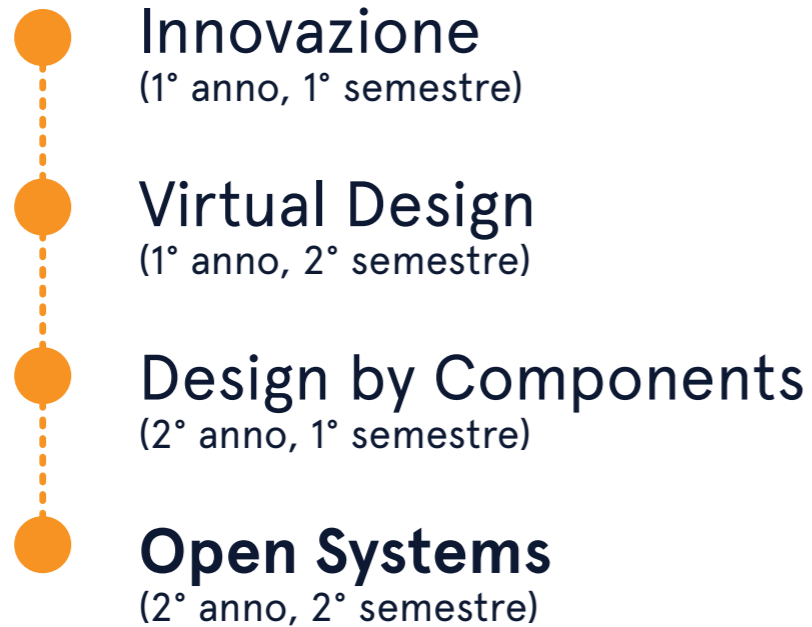 Innovazione
(1° anno, 1° semestre)
Virtual Design
(1° anno, 2° semestre)
Design by Components
(2° anno, 1° semestre)
Open Systems
(2° anno, 2° semestre)